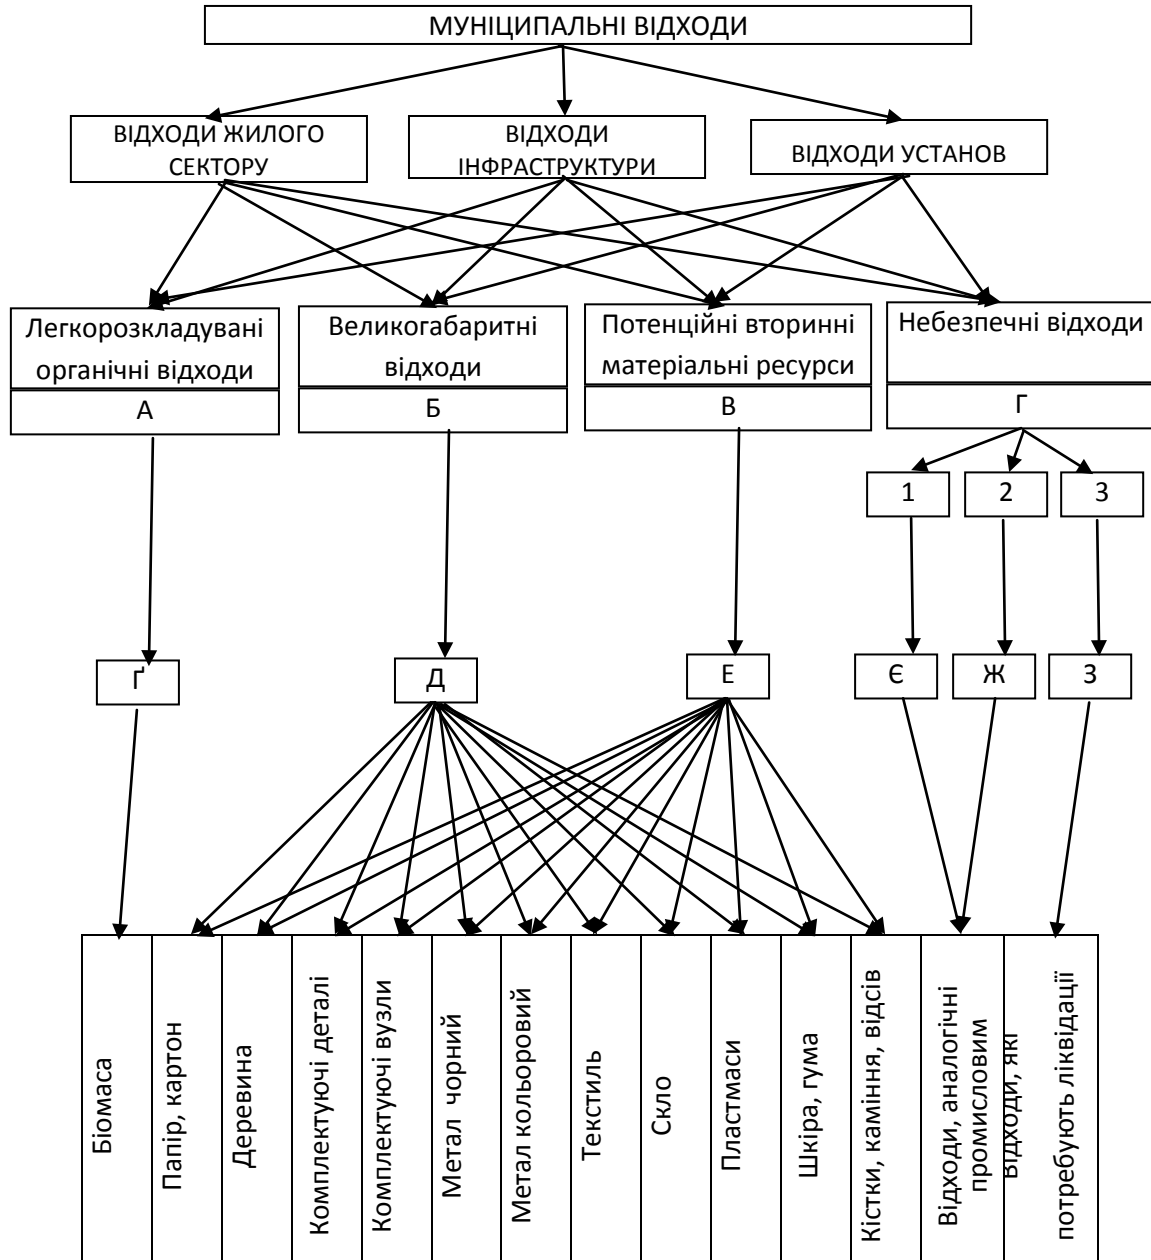 МУНІЦИПАЛЬНІ ВІДХОДИ
ВІДХОДИ ЖИЛОГО
СЕКТОРУ
ВІДХОДИ
ІНФРАСТРУКТУРИ
ВІДХОДИ УСТАНОВ
Легкорозкладувані
органічні відходи
А
Великогабаритні
відходи
Б
Потенційні вторинні
матеріальні ресурси
В
Небезпечні відходи
Г
1
2
3
Ґ
Д
Е
Є
Ж
З
Біомаса
Папір, картон
Деревина
Комплектуючі деталі
Комплектуючі вузли
Метал чорний
Метал кольоровий
Текстиль
Скло
Пластмаси
Шкіра, гума
Кістки, каміння, відсів
Відходи, аналогічні
промисловим
Відходи, які
потребують ліквідації